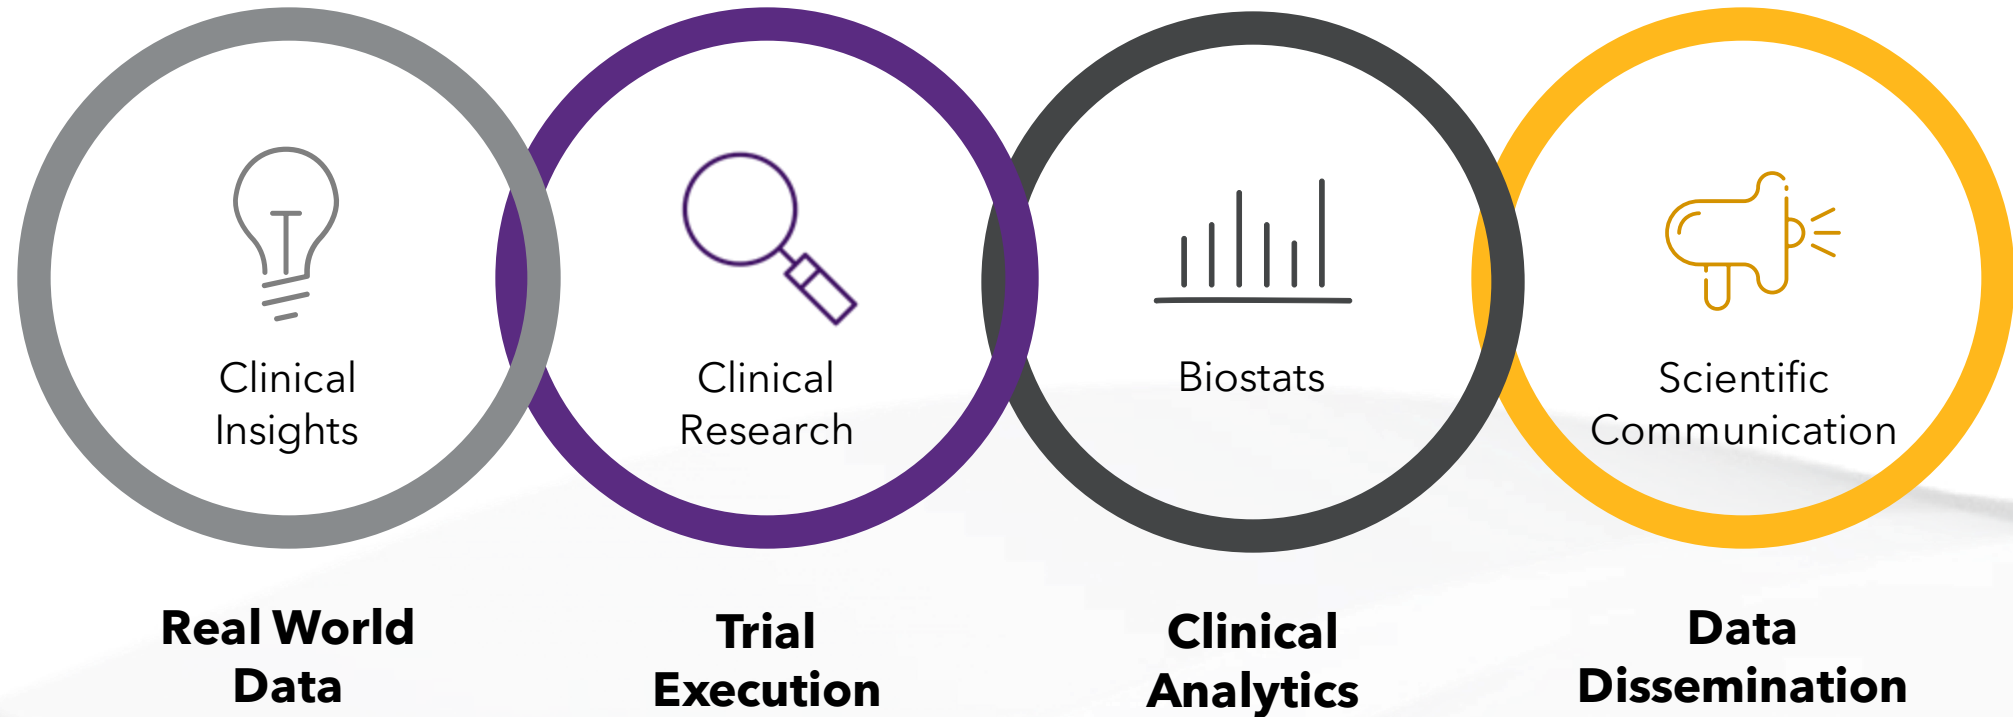 Clinical
Insights
Clinical
Research
Biostats
Scientific
Communication
Real World
Data
Trial
Execution
Clinical
Analytics
Data
Dissemination